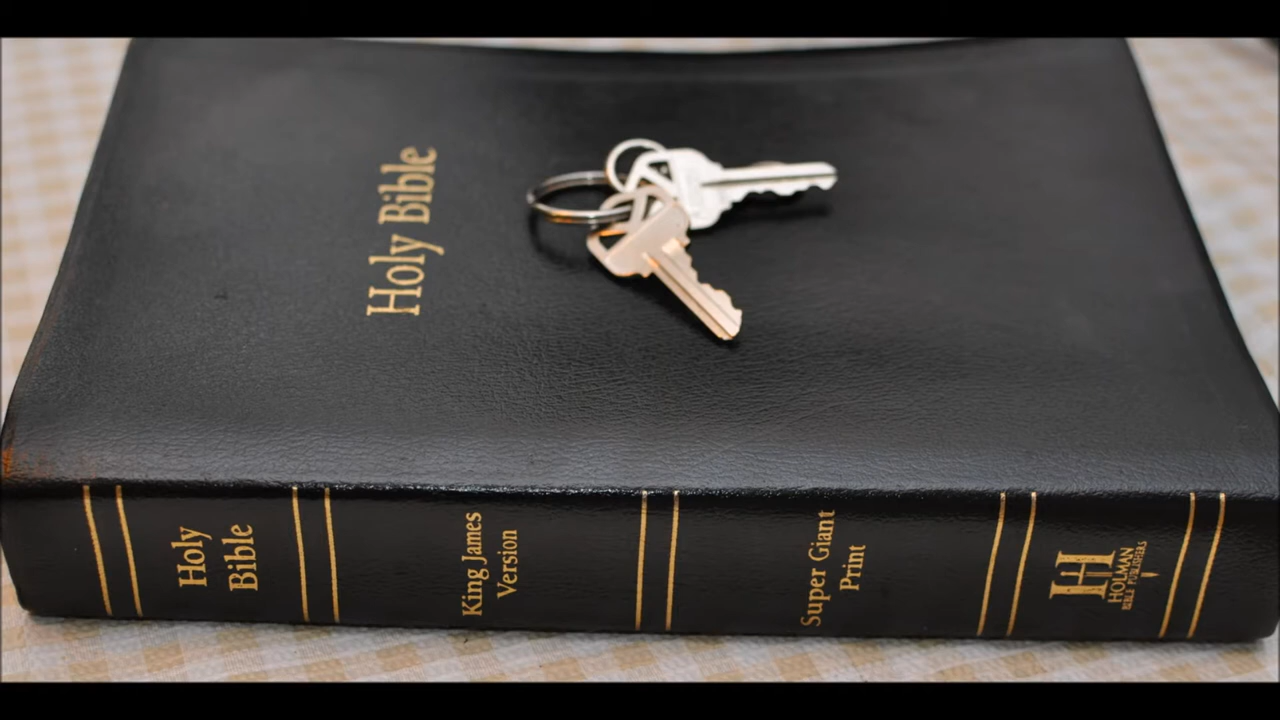 Holy Bible
Holy
Bible
King James
Version
Super Giant
Print
HOLMAN
BIBLE PUBLISHERS